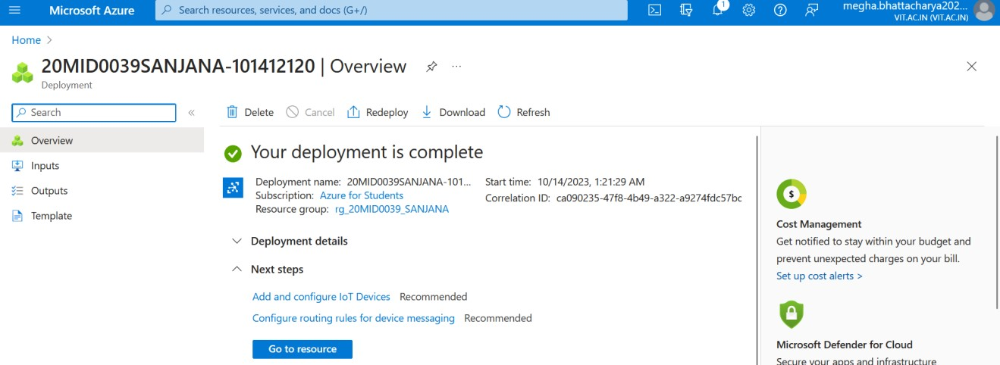 Microsoft Azure
Search resources, services, and docs (G+/)
1
megha.bhattacharya202...
VIT.AC.IN (VIT.AC.IN)
Home >
20MID0039SANJANA-101412120 | Overview
...
Deployment
Search
«
Delete
Cancel
Redeploy
Download
Refresh
Overview
Inputs
Outputs
Template
Your deployment is complete
Deployment name: 20MID0039SANJANA-101...
Subscription: Azure for Students
Resource group: rg_20MID0039_SANJANA
Start time: 10/14/2023, 1:21:29 AM
Correlation ID: ca090235-47f8-4b49-a322-a9274fdc57bc
Deployment details
Next steps
Add and configure IoT Devices Recommended
Configure routing rules for device messaging Recommended
Go to resource
$
Cost Management
Get notified to stay within your budget and
prevent unexpected charges on your bill.
Set up cost alerts >
Microsoft Defender for Cloud
Secure your apps and infrastructure